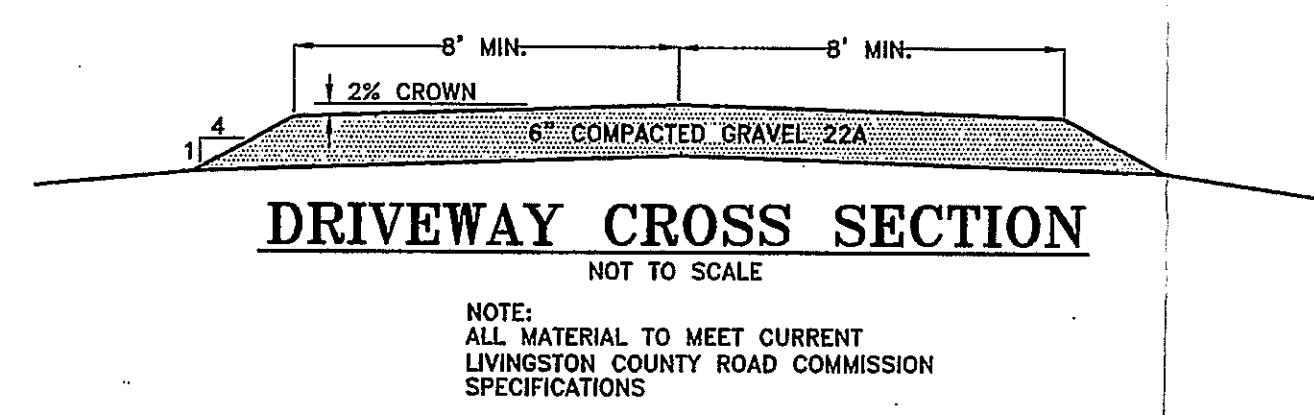 8' MIN. 8' MIN.
2% CROWN
4
1
6" COMPACTED GRAVEL 22A
DRIVEWAY CROSS SECTION
NOT TO SCALE
NOTE:
ALL MATERIAL TO MEET CURRENT
LIVINGSTON COUNTY ROAD COMMISSION
SPECIFICATIONS